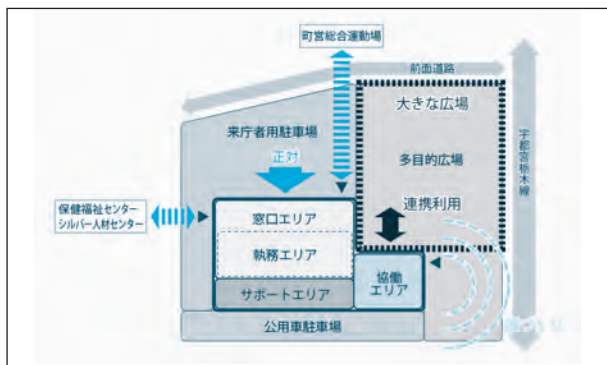 町営総合運動場
前面道路
大きな広場
来庁者用駐車場
宇都宮栃木線
正対
多目的広場
保健福祉センター
シルバー人材センター
窓口エリア
連携利用
執務エリア
協働
エリア
サポートエリア
公用車駐車場